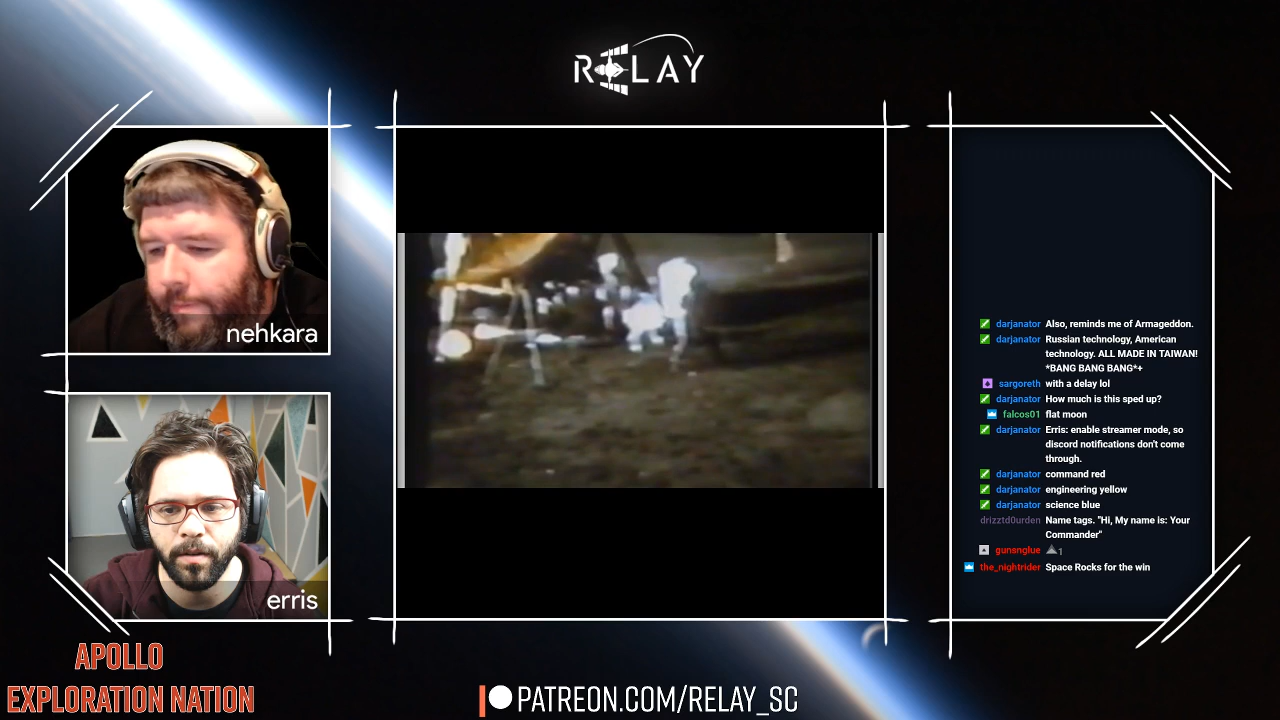 RELAY
nehkara
erris
darjanator Also, reminds me of Armageddon.
darjanator Russian technology, American
technology. ALL MADE IN TAIWAN!
*BANG BANG BANG*+
sargoreth with a delay lol
darjanator How much is this sped up?
falcos01 flat moon
darjanator Erris: enable streamer mode, so
discord notifications don't come
through.
darjanator command red
darjanator engineering yellow
darjanator science blue
drizztd0urden Name tags. "Hi, My name is: Your
Commander"
gunsnglue 1
the_nightrider Space Rocks for the win
APOLLO
EXPLORATION NATION
PATREON.COM/RELAY_SC